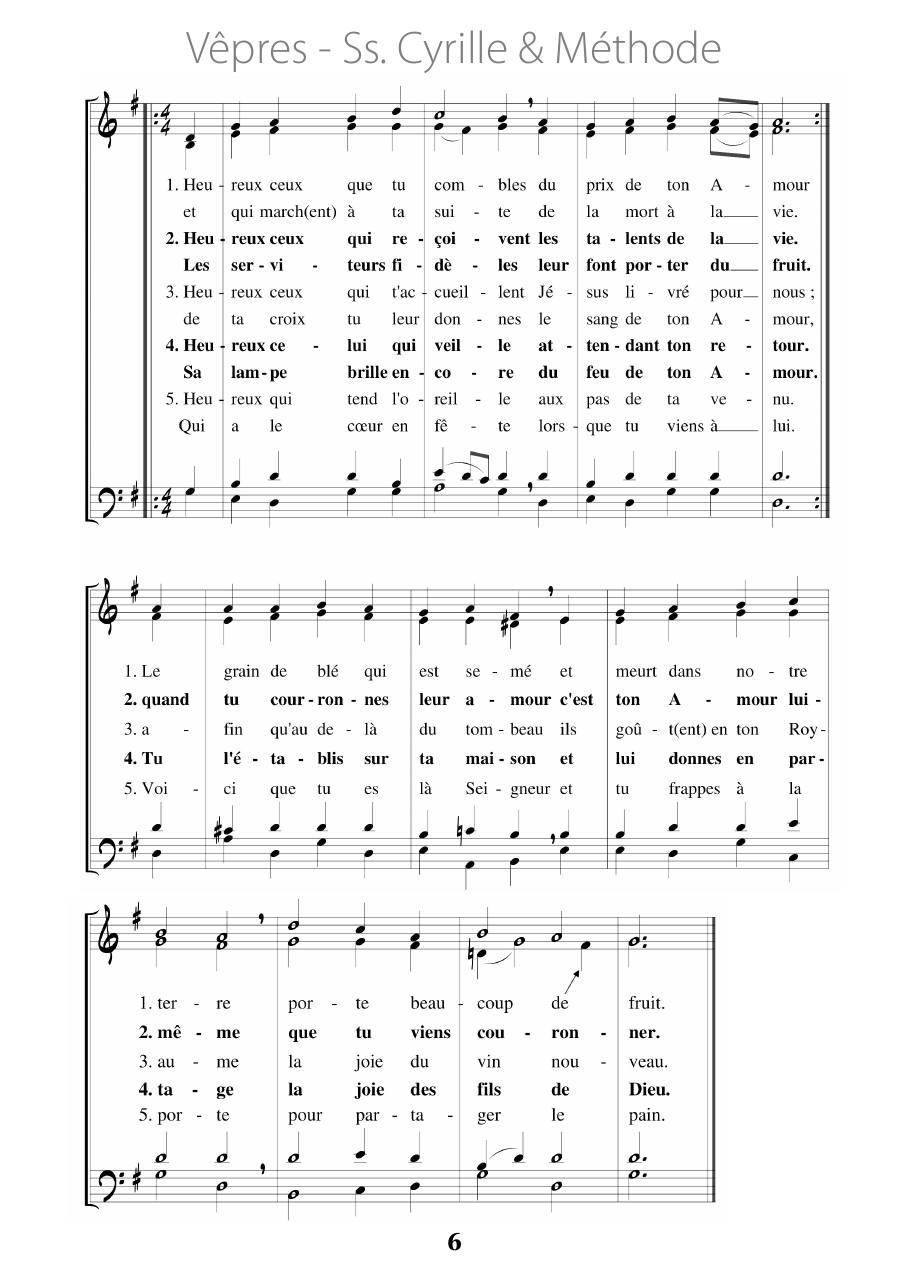 Vêpres - Ss. Cyrille & Méthode
1. Heu - reux ceux que tu com - bles du prix de ton A - mour
et qui march(ent) à ta sui - te de la mort à la vie.
2. Heu - reux ceux qui re - çoi - vent les ta - lents de la vie.
Les ser - vi - teurs fi - dè - les leur font por - ter du fruit.
3. Heu - reux ceux qui t'ac - cueil - lent Jé - sus li - vré pour nous ;
de ta croix tu leur don - nes le sang de ton A - mour,
4. Heu - reux ce - lui qui veil - le at - ten - dant ton re - tour.
Sa lam - pe brille en - co - re du feu de ton A - mour.
5. Heu - reux qui tend l'o - reil - le aux pas de ta ve - nu.
Qui a le cœur en fê - te lors - que tu viens à lui.
1. Le grain de blé qui est se - mé et meurt dans no - tre
2. quand tu cour - ron - nes leur a - mour c'est ton A - mour lui -
3. a - fin qu'au de - là du tom - beau ils goû - t(ent) en ton Roy -
4. Tu l'é - ta - blis sur ta mai - son et lui donnes en par -
5. Voi - ci que tu es là Sei - gneur et tu frappes à la
1. ter - re por - te beau - coup de fruit.
2. mê - me que tu viens cou - ron - ner.
3. au - me la joie du vin nou - veau.
4. ta - ge la joie des fils de Dieu.
5. por - te pour par - ta - ger le pain.
6